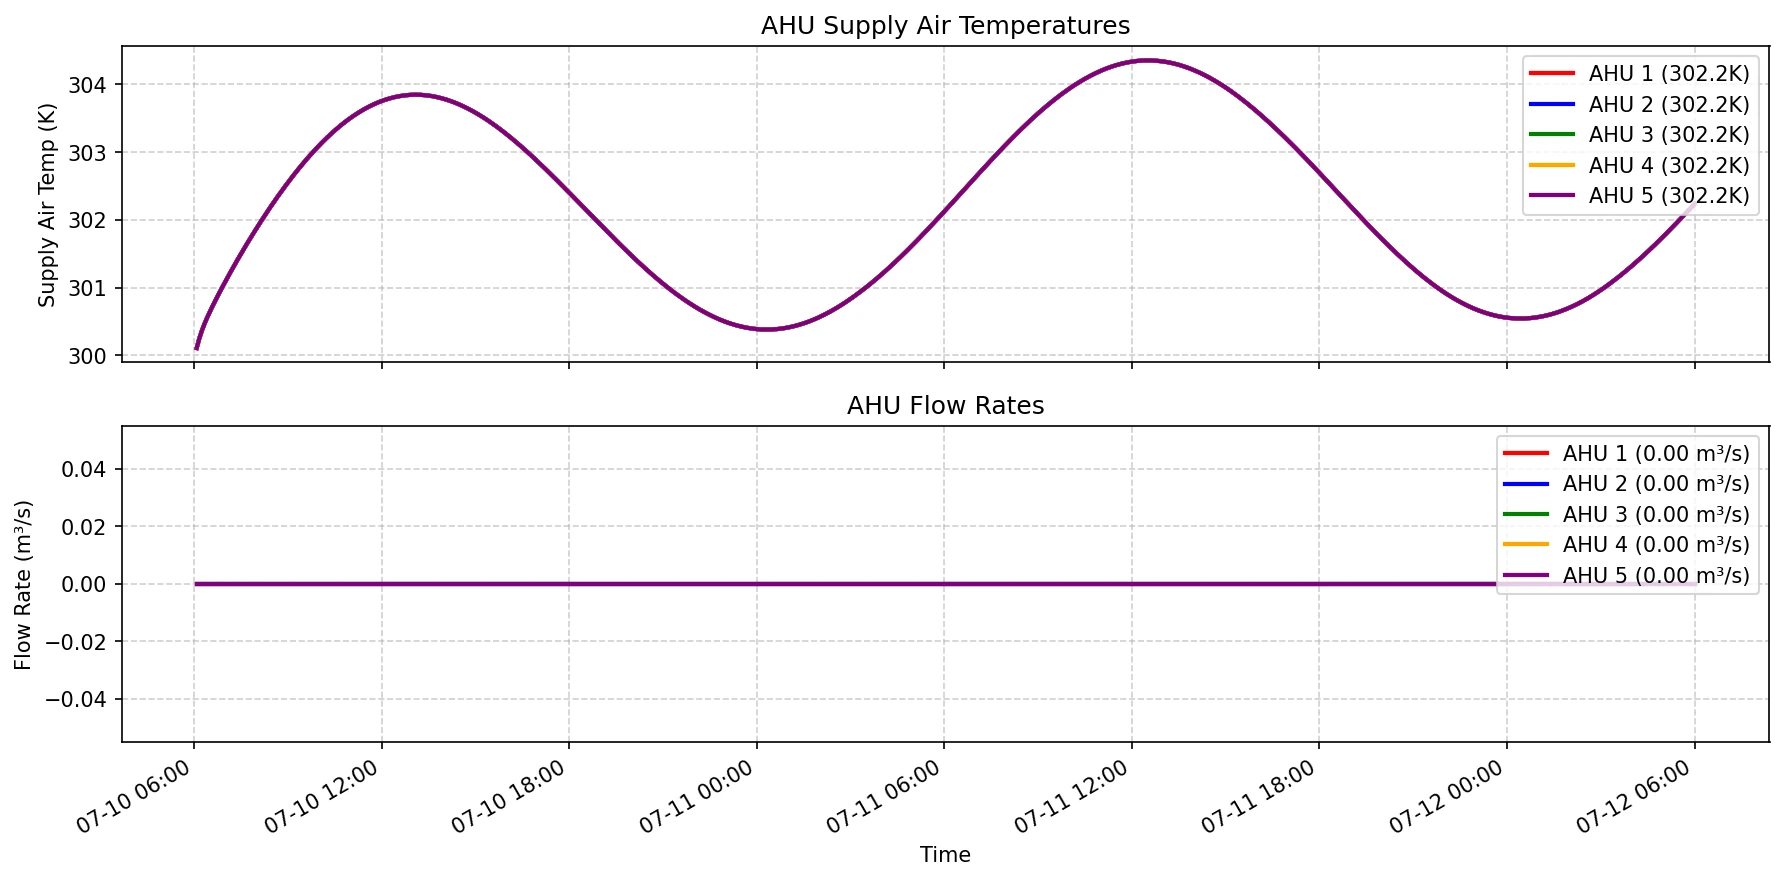 AHU Supply Air Temperatures
Supply Air Temp (K)
304
303
302
301
300
AHU 1 (302.2K)
AHU 2 (302.2K)
AHU 3 (302.2K)
AHU 4 (302.2K)
AHU 5 (302.2K)
AHU Flow Rates
Flow Rate (m³/s)
0.04
0.02
0.00
−0.02
−0.04
AHU 1 (0.00 m³/s)
AHU 2 (0.00 m³/s)
AHU 3 (0.00 m³/s)
AHU 4 (0.00 m³/s)
AHU 5 (0.00 m³/s)
07-10 06:00
07-10 12:00
07-10 18:00
07-11 00:00
07-11 06:00
07-11 12:00
07-11 18:00
07-12 00:00
07-12 06:00
Time